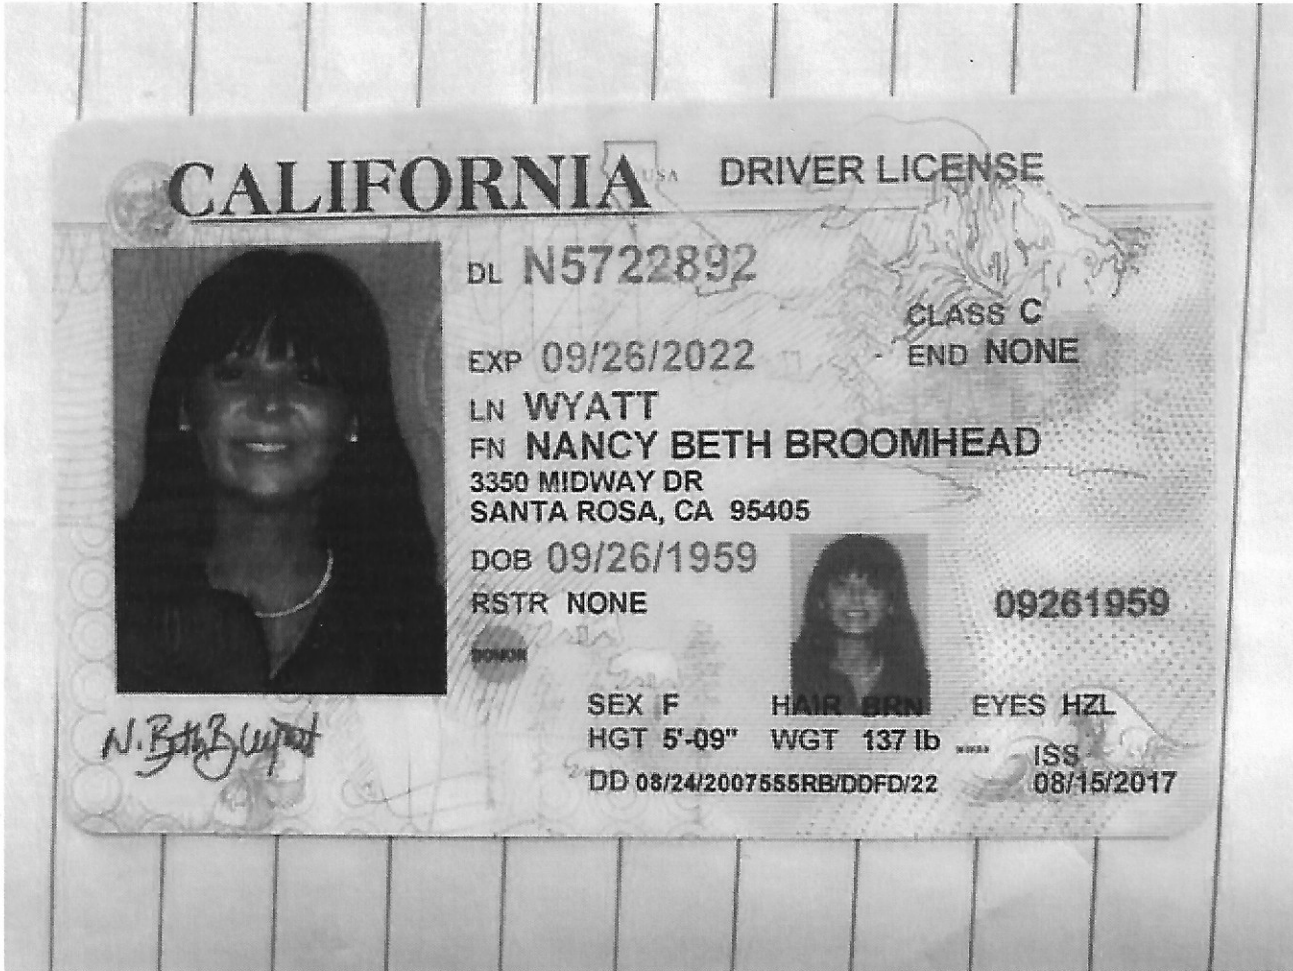 CALIFORNIA USA DRIVER LICENSE
DL N5722892
CLASS C
EXP 09/26/2022 END NONE
LN WYATT
FN NANCY BETH BROOMHEAD
3350 MIDWAY DR
SANTA ROSA, CA 95405
DOB 09/26/1959
RSTR NONE 09261959
DONOR
SEX F HAIR BRN EYES HZL
HGT 5'-09" WGT 137 lb ISS
DD 08/24/2007555RB/DDFD/22 08/15/2017